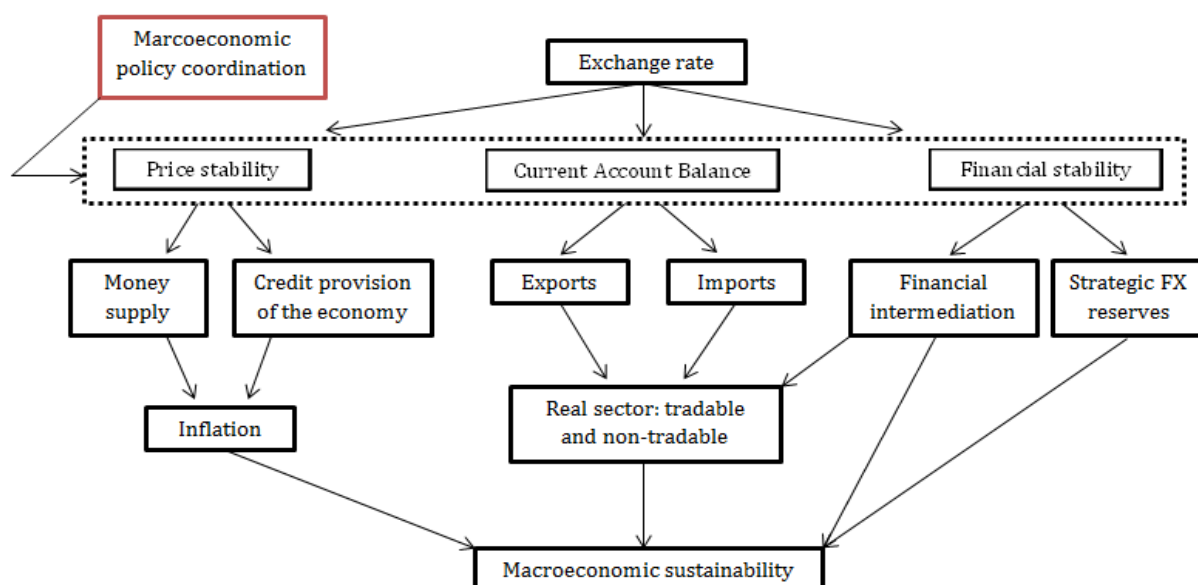 Marcoeconomic
policy coordination
Exchange rate
Price stability
Current Account Balance
Financial stability
Money
supply
Credit provision
of the economy
Exports
Imports
Financial
intermediation
Strategic FX
reserves
Inflation
Real sector: tradable
and non-tradable
Macroeconomic sustainability